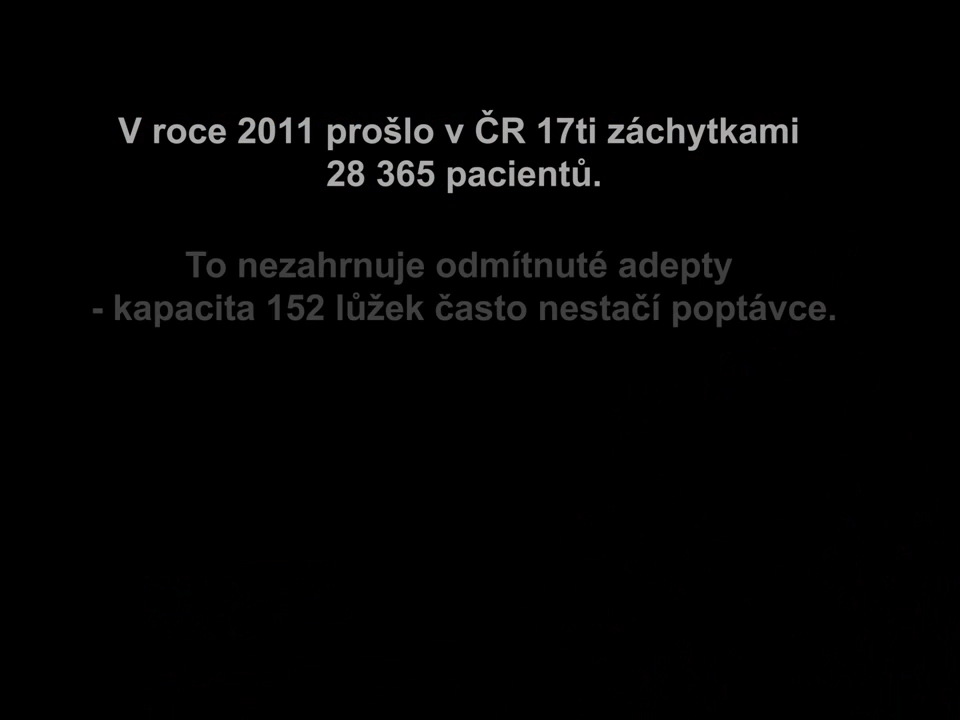 V roce 2011 prošlo v ČR 17ti záchytkami
28 365 pacientů.
To nezahrnuje odmítnuté adepty
- kapacita 152 lůžek často nestačí poptávce.